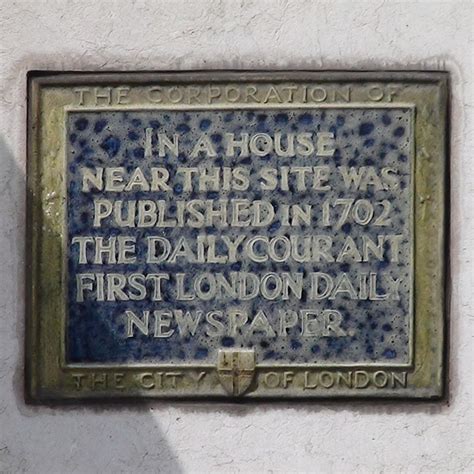 THE CORPORATION OF
IN A HOUSE
NEAR THIS SITE WAS
PUBLISHED IN 1702
THE DAILY COURANT
FIRST LONDON DAILY
NEWSPAPER.
THE CITY OF LONDON